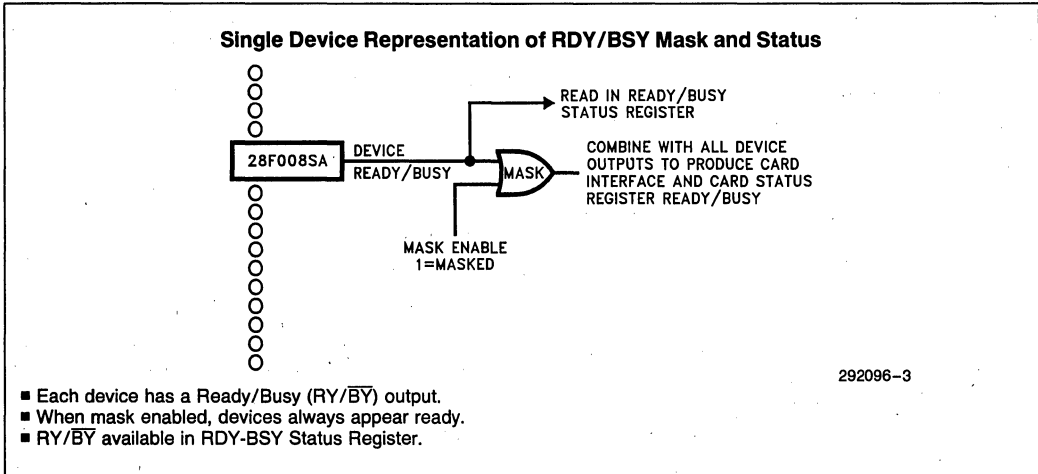 Single Device Representation of RDY/BSY Mask and Status
READ IN READY/BUSY
STATUS REGISTER
28F008SA
DEVICE
READY/BUSY
MASK
COMBINE WITH ALL DEVICE
OUTPUTS TO PRODUCE CARD
INTERFACE AND CARD STATUS
REGISTER READY/BUSY
MASK ENABLE
1=MASKED
292096-3
■ Each device has a Ready/Busy (RY/B̅Y̅) output.
■ When mask enabled, devices always appear ready.
■ RY/B̅Y̅ available in RDY-BSY Status Register.